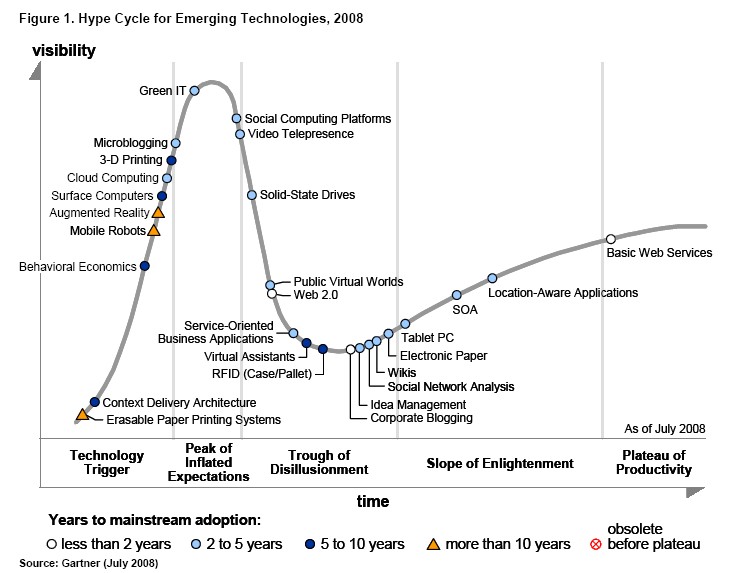 Figure 1. Hype Cycle for Emerging Technologies, 2008
visibility
Green IT
Social Computing Platforms
Video Telepresence
Microblogging
3-D Printing
Cloud Computing
Surface Computers
Solid-State Drives
Augmented Reality
Mobile Robots
Basic Web Services
Behavioral Economics
Public Virtual Worlds
Web 2.0
Location-Aware Applications
SOA
Service-Oriented
Business Applications
Tablet PC
Virtual Assistants
Electronic Paper
RFID (Case/Pallet)
Wikis
Social Network Analysis
Context Delivery Architecture
Idea Management
Erasable Paper Printing Systems
Corporate Blogging
As of July 2008
Technology
Trigger
Peak of
Inflated
Expectations
Trough of
Disillusionment
Slope of Enlightenment
Plateau of
Productivity
time
Years to mainstream adoption:
less than 2 years
2 to 5 years
5 to 10 years
more than 10 years
obsolete
before plateau
Source: Gartner (July 2008)